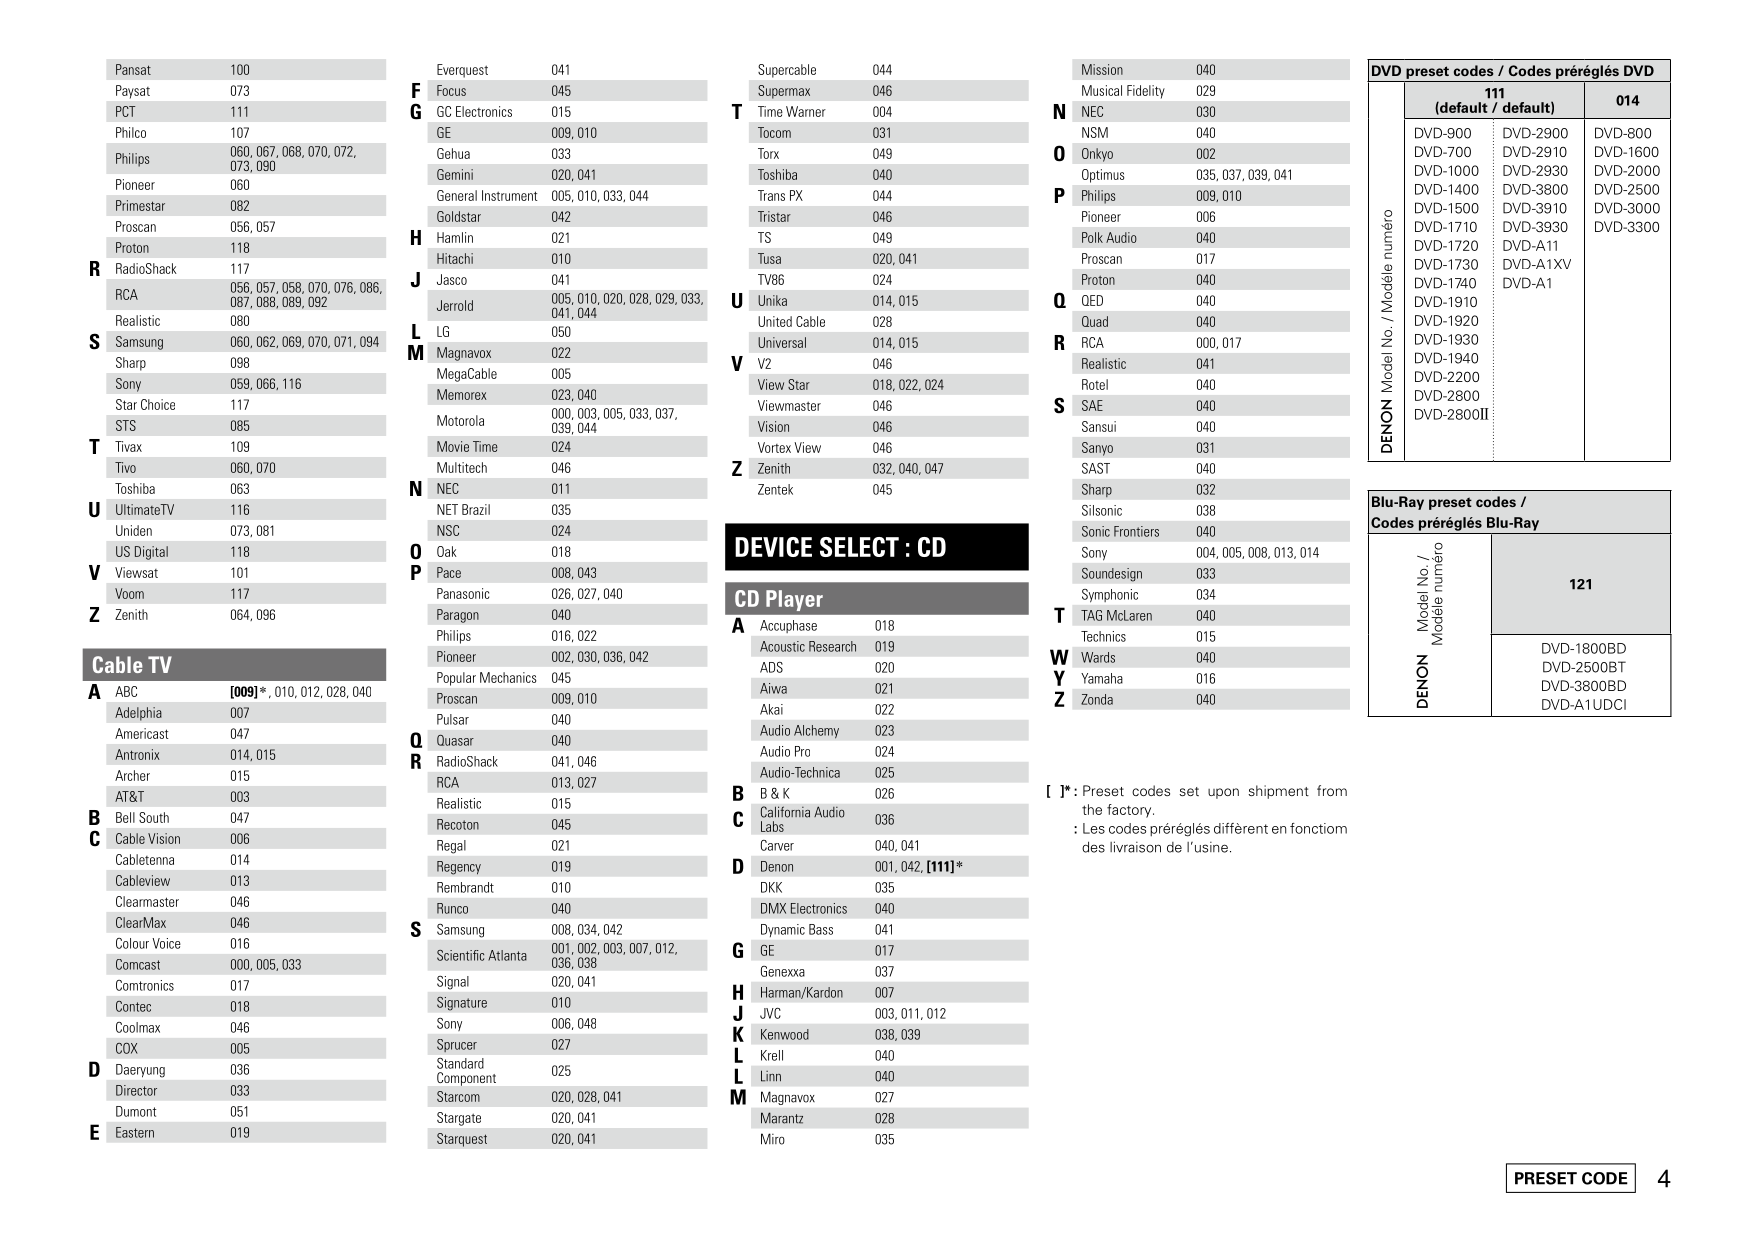 Pansat 100
Paysat 073
PCT 111
Philco 107
Philips 060, 067, 068, 070, 072,
073, 090
Pioneer 060
Primestar 082
Proscan 056, 057
Proton 118
R RadioShack 117
RCA 056, 057, 058, 070, 076, 086,
087, 088, 089, 092
Realistic 080
S Samsung 060, 062, 069, 070, 071, 094
Sharp 098
Sony 059, 066, 116
Star Choice 117
STS 085
T Tivax 109
Tivo 060, 070
Toshiba 063
U UltimateTV 116
Uniden 073, 081
US Digital 118
V Viewsat 101
Voom 117
Z Zenith 064, 096
Cable TV
A ABC [009]*, 010, 012, 028, 040
Adelphia 007
Americast 047
Antronix 014, 015
Archer 015
AT&T 003
B Bell South 047
C Cable Vision 006
Cabletenna 014
Cableview 013
Clearmaster 046
ClearMax 046
Colour Voice 016
Comcast 000, 005, 033
Comtronics 017
Contec 018
Coolmax 046
COX 005
D Daeryung 036
Director 033
Dumont 051
E Eastern 019
Everquest 041
F Focus 045
G GC Electronics 015
GE 009, 010
Gehua 033
Gemini 020, 041
General Instrument 005, 010, 033, 044
Goldstar 042
H Hamlin 021
Hitachi 010
J Jasco 041
Jerrold 005, 010, 020, 028, 029, 033,
041, 044
L LG 050
M Magnavox 022
MegaCable 005
Memorex 023, 040
Motorola 000, 003, 005, 033, 037,
039, 044
Movie Time 024
Multitech 046
N NEC 011
NET Brazil 035
NSC 024
O Oak 018
P Pace 008, 043
Panasonic 026, 027, 040
Paragon 040
Philips 016, 022
Pioneer 002, 030, 036, 042
Popular Mechanics 045
Proscan 009, 010
Pulsar 040
Q Quasar 040
R RadioShack 041, 046
RCA 013, 027
Realistic 015
Recoton 045
Regal 021
Regency 019
Rembrandt 010
Runco 040
S Samsung 008, 034, 042
Scientific Atlanta 001, 002, 003, 007, 012,
036, 038
Signal 020, 041
Signature 010
Sony 006, 048
Sprucer 027
Standard
Component 025
Starcom 020, 028, 041
Stargate 020, 041
Starquest 020, 041
Supercable 044
Supermax 046
T Time Warner 004
Tocom 031
Torx 049
Toshiba 040
Trans PX 044
Tristar 046
TS 049
Tusa 020, 041
TV86 024
U Unika 014, 015
United Cable 028
Universal 014, 015
V V2 046
View Star 018, 022, 024
Viewmaster 046
Vision 046
Vortex View 046
Z Zenith 032, 040, 047
Zentek 045
DEVICE SELECT : CD
CD Player
A Accuphase 018
Acoustic Research 019
ADS 020
Aiwa 021
Akai 022
Audio Alchemy 023
Audio Pro 024
Audio-Technica 025
B B & K 026
C California Audio
Labs 036
Carver 040, 041
D Denon 001, 042, [111]*
DKK 035
DMX Electronics 040
Dynamic Bass 041
G GE 017
Genexxa 037
H Harman/Kardon 007
J JVC 003, 011, 012
K Kenwood 038, 039
L Krell 040
L Linn 040
M Magnavox 027
Marantz 028
Miro 035
Mission 040
Musical Fidelity 029
N NEC 030
NSM 040
O Onkyo 002
Optimus 035, 037, 039, 041
P Philips 009, 010
Pioneer 006
Polk Audio 040
Proscan 017
Proton 040
Q QED 040
Quad 040
R RCA 000, 017
Realistic 041
Rotel 040
S SAE 040
Sansui 040
Sanyo 031
SAST 040
Sharp 032
Silsonic 038
Sonic Frontiers 040
Sony 004, 005, 008, 013, 014
Soundesign 033
Symphonic 034
T TAG McLaren 040
Technics 015
W Wards 040
Y Yamaha 016
Z Zonda 040
[ ]* : Preset codes set upon shipment from
the factory.
: Les codes préréglés diffèrent en fonctiom
des livraison de l’usine.
DVD preset codes / Codes préréglés DVD
111
(default / default) 014
DENON Model No. / Modéle numéro
DVD-900 DVD-2900 DVD-800
DVD-700 DVD-2910 DVD-1600
DVD-1000 DVD-2930 DVD-2000
DVD-1400 DVD-3800 DVD-2500
DVD-1500 DVD-3910 DVD-3000
DVD-1710 DVD-3930 DVD-3300
DVD-1720 DVD-A11
DVD-1730 DVD-A1XV
DVD-1740 DVD-A1
DVD-1910
DVD-1920
DVD-1930
DVD-1940
DVD-2200
DVD-2800
DVD-2800II
Blu-Ray preset codes /
Codes préréglés Blu-Ray
DENON Model No. /
Modéle numéro
121
DVD-1800BD
DVD-2500BT
DVD-3800BD
DVD-A1UDCI
PRESET CODE 4